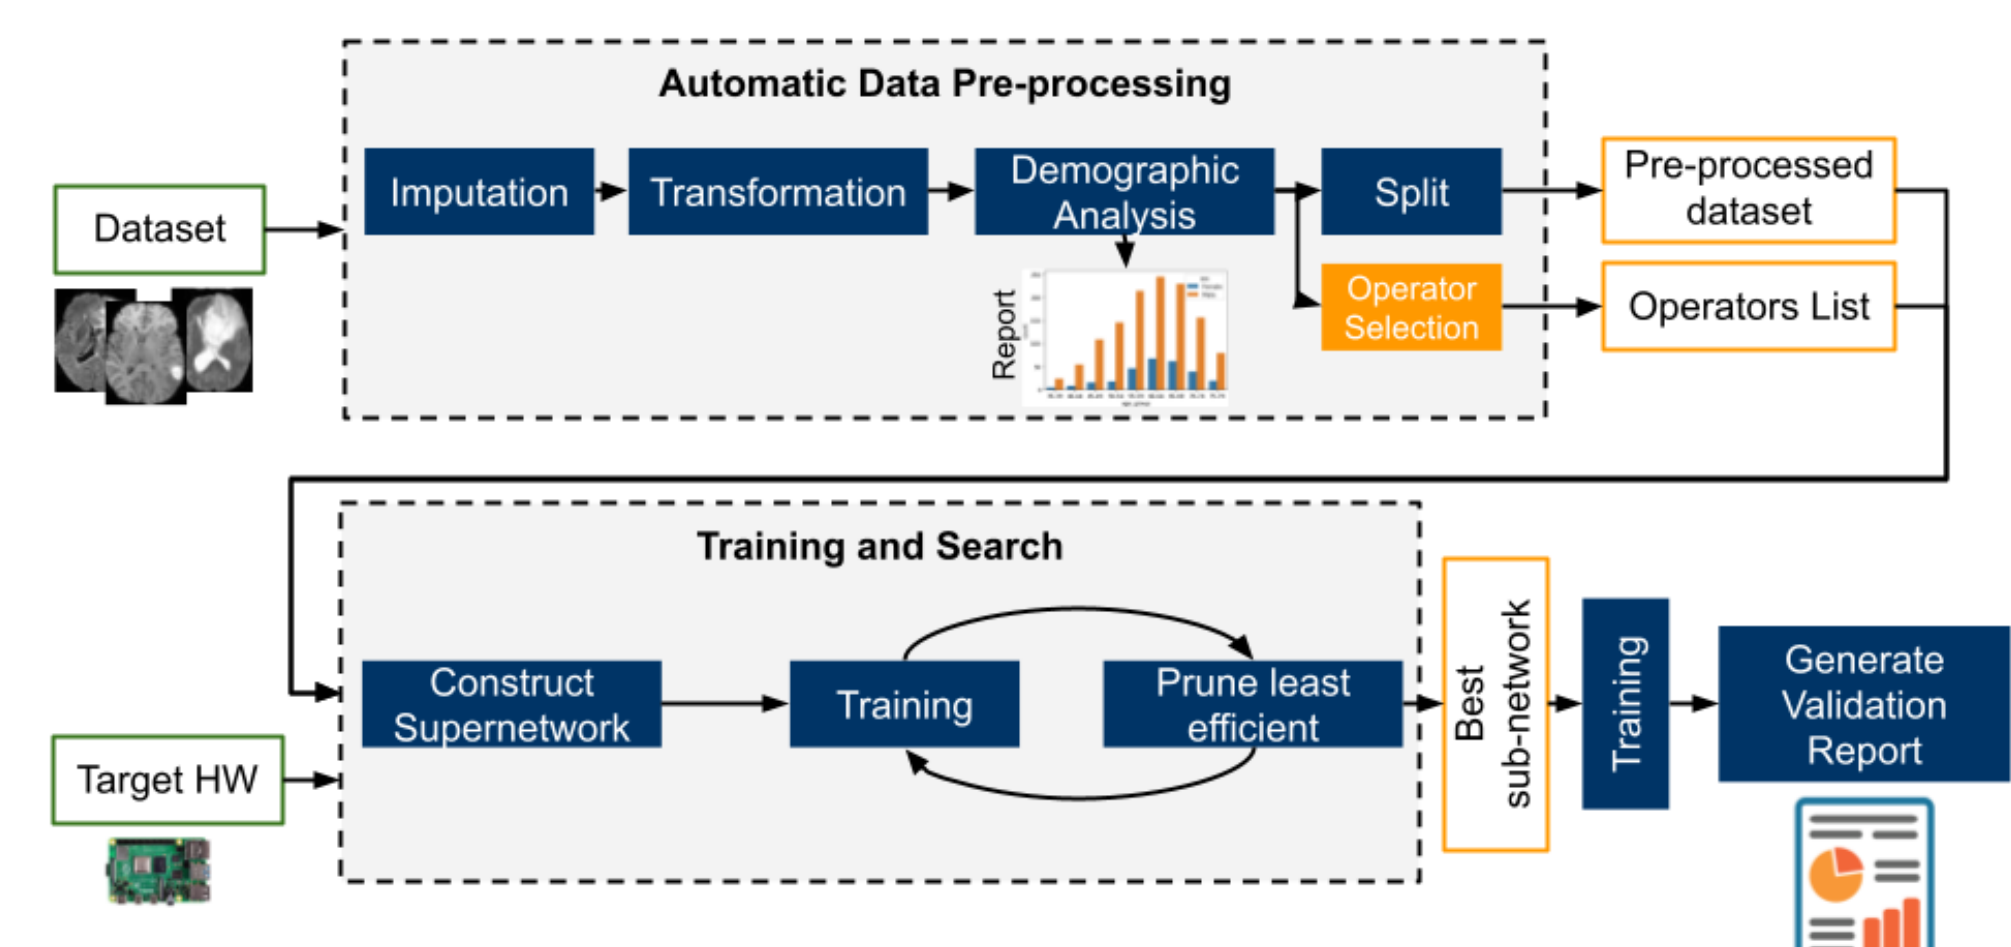 Automatic Data Pre-processing
Dataset
Imputation
Transformation
Demographic
Analysis
Split
Pre-processed
dataset
Operator
Selection
Operators List
Report
Training and Search
Target HW
Construct
Supernetwork
Training
Prune least
efficient
Best
sub-network
Training
Generate
Validation
Report